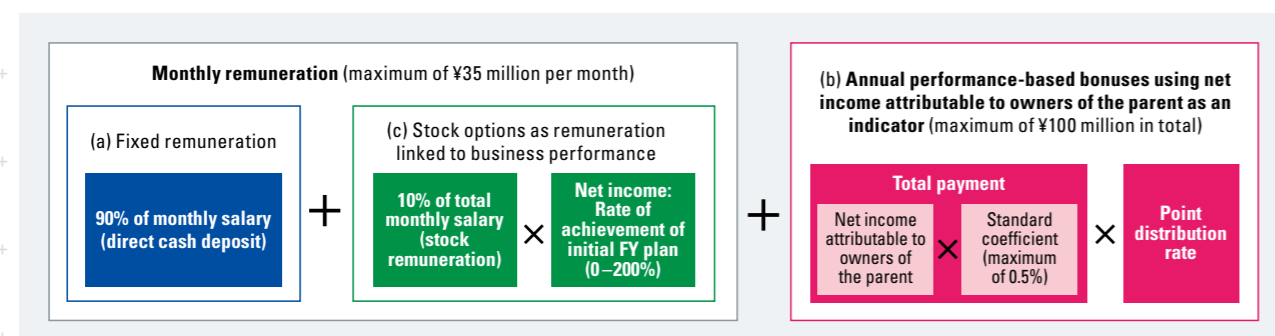 Monthly remuneration (maximum of ¥35 million per month)
(a) Fixed remuneration
90% of monthly salary
(direct cash deposit)
+
(c) Stock options as remuneration
linked to business performance
10% of total
monthly salary
(stock
remuneration)
×
Net income:
Rate of
achievement of
initial FY plan
(0–200%)
+
(b) Annual performance-based bonuses using net
income attributable to owners of the parent as an
indicator (maximum of ¥100 million in total)
Total payment
Net income
attributable to
owners of
the parent
×
Standard
coefficient
(maximum
of 0.5%)
×
Point
distribution
rate